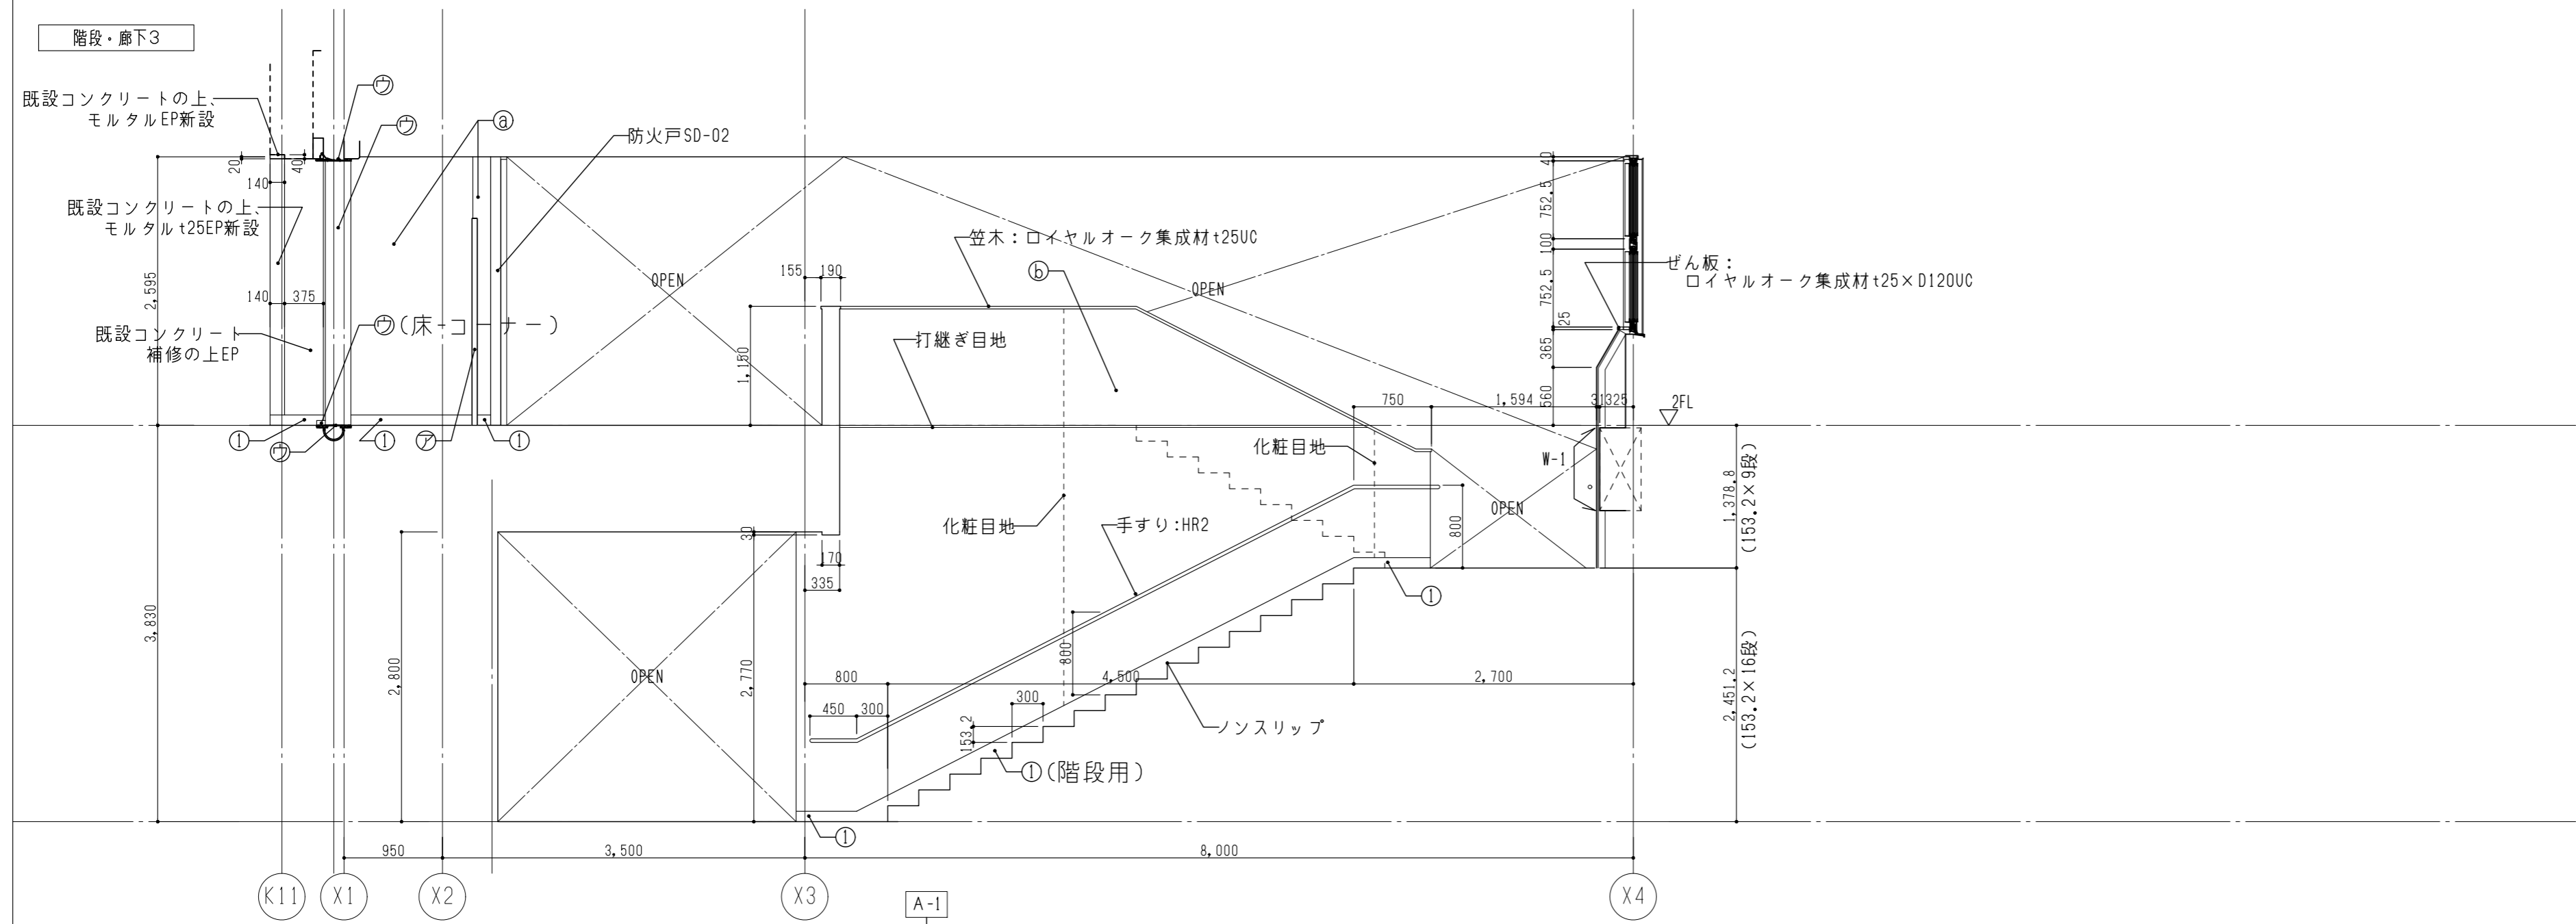 階段・廊下3
既設コンクリートの上、
モルタルEP新設
㋒
㋒
ⓐ
防火戸SD-02
20
140
40
既設コンクリートの上、
モルタルt25EP新設
2,595
140 375
既設コンクリート
補修の上EP
㋒(床-コーナー)
①
㋒
①
㋐
①
OPEN
155 190
笠木:ロイヤルオーク集成材t25UC
ⓑ
OPEN
1,150
打継ぎ目地
40
752.5
100
752.5
25
365
560
ぜん板:
ロイヤルオーク集成材t25×D120UC
750
1,594
31325
2FL
化粧目地
W-1
OPEN
1,378.8
(153.2×9段)
化粧目地
手すり:HR2
800
30
170
335
①
3,830
2,800
OPEN
2,770
800
800
4,500
2,700
2,451.2
(153.2×16段)
450 300
300
153.2
ノンスリップ
①(階段用)
①
950
3,500
8,000
K11
X1
X2
X3
X4
A-1